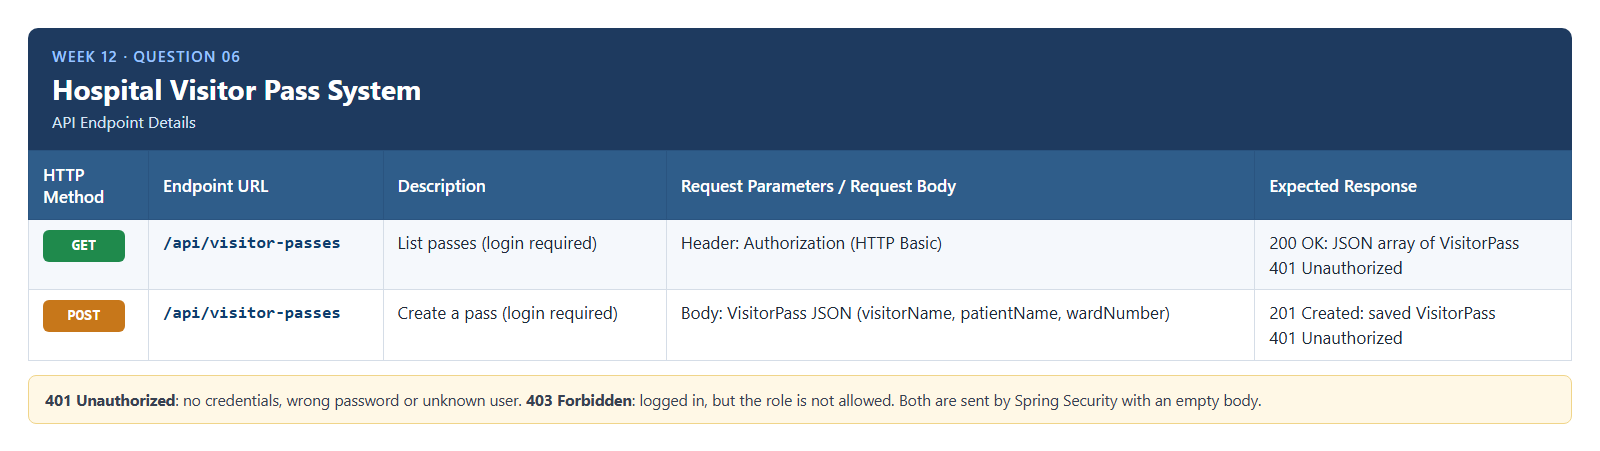 WEEK 12 · QUESTION 06
Hospital Visitor Pass System
API Endpoint Details
HTTP Method
Endpoint URL
Description
Request Parameters / Request Body
Expected Response
GET
/api/visitor-passes
List passes (login required)
Header: Authorization (HTTP Basic)
200 OK: JSON array of VisitorPass
401 Unauthorized
POST
/api/visitor-passes
Create a pass (login required)
Body: VisitorPass JSON (visitorName, patientName, wardNumber)
201 Created: saved VisitorPass
401 Unauthorized
401 Unauthorized: no credentials, wrong password or unknown user. 403 Forbidden: logged in, but the role is not allowed. Both are sent by Spring Security with an empty body.